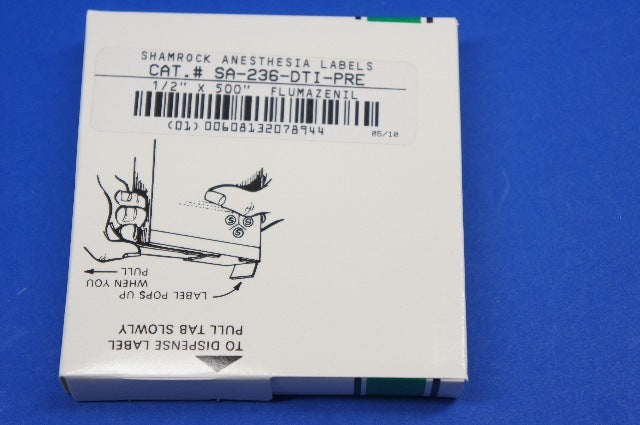 SHAMROCK ANESTHESIA LABELS
CAT.# SA-236-DTI-PRE
1/2" X 500" FLUMAZENIL
(01) 00608132078944
05/10
TO DISPENSE LABEL
PULL TAB SLOWLY
LABEL POPS UP
WHEN YOU
PULL
S S S